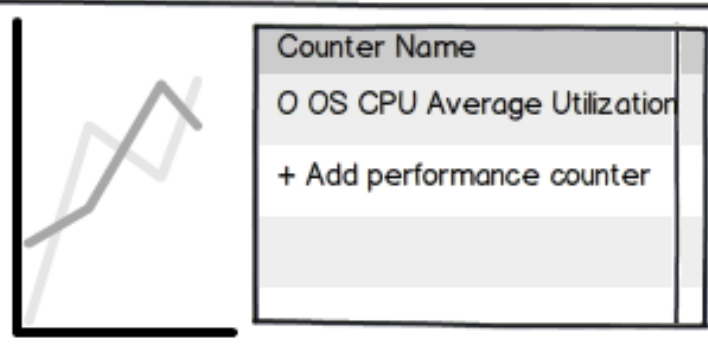 Counter Name
O OS CPU Average Utilization
+ Add performance counter